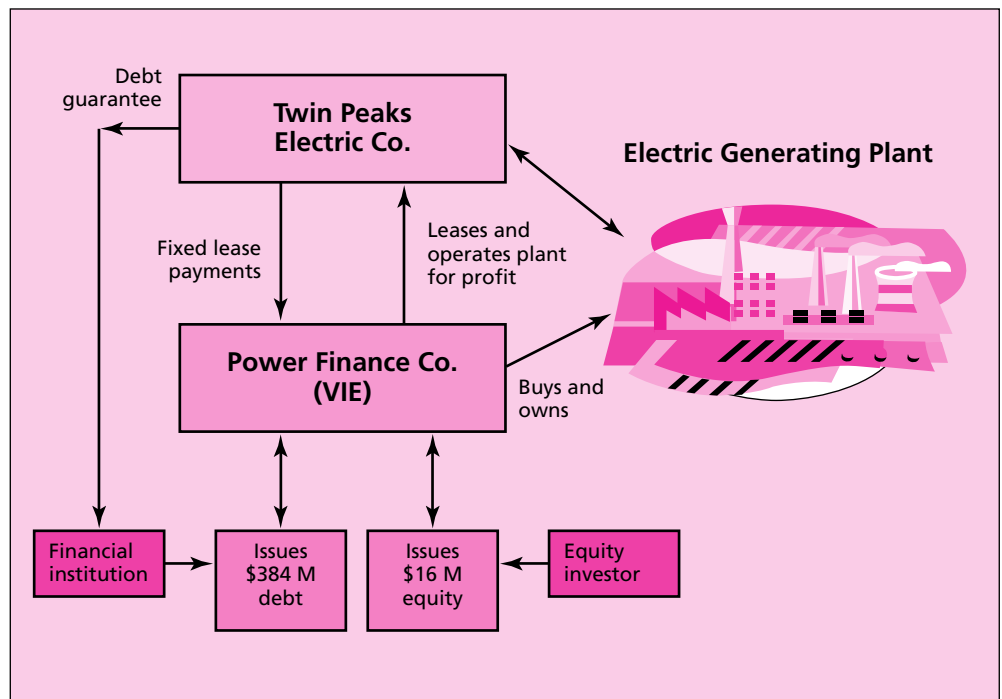 Debt
guarantee
Twin Peaks
Electric Co.
Electric Generating Plant
Fixed lease
payments
Leases and
operates plant
for profit
Power Finance Co.
(VIE)
Buys and
owns
Financial
institution
Issues
$384 M
debt
Issues
$16 M
equity
Equity
investor